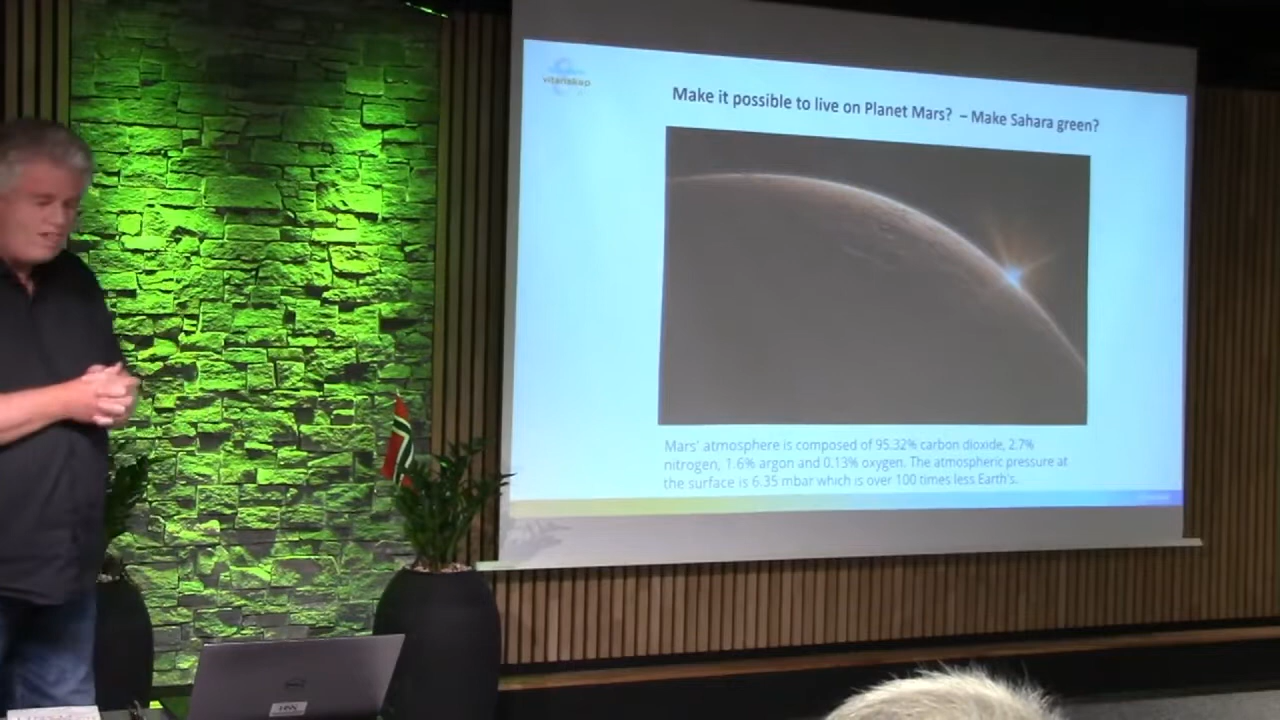 vitenskap
Make it possible to live on Planet Mars? – Make Sahara green?
Mars' atmosphere is composed of 95.32% carbon dioxide, 2.7%
nitrogen, 1.6% argon and 0.13% oxygen. The atmospheric pressure at
the surface is 6.35 mbar which is over 100 times less Earth's.
DELL